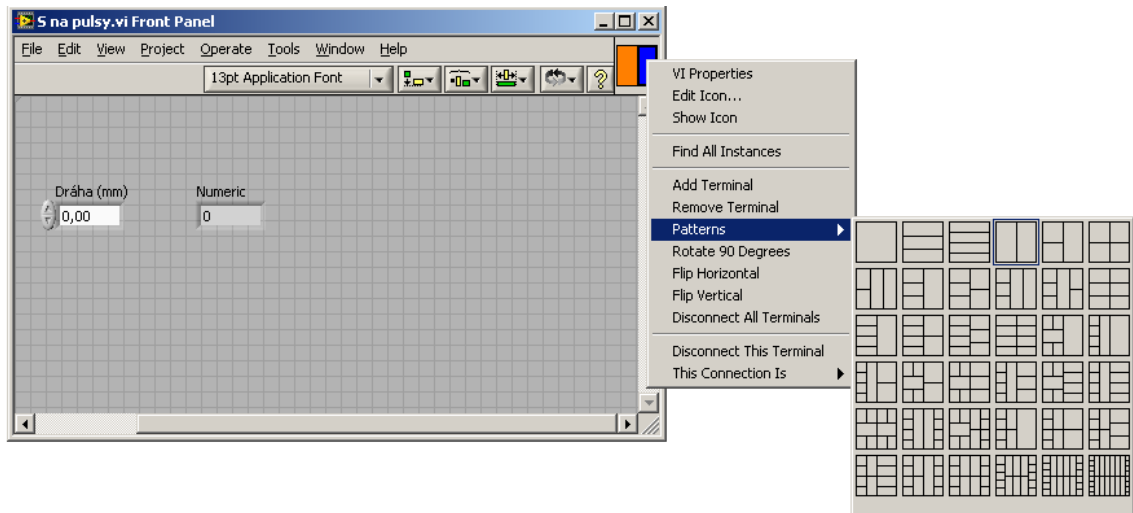 S na pulsy.vi Front Panel
File Edit View Project Operate Tools Window Help
13pt Application Font
Dráha (mm) Numeric
0,00 0
VI Properties
Edit Icon...
Show Icon
Find All Instances
Add Terminal
Remove Terminal
Patterns
Rotate 90 Degrees
Flip Horizontal
Flip Vertical
Disconnect All Terminals
Disconnect This Terminal
This Connection Is